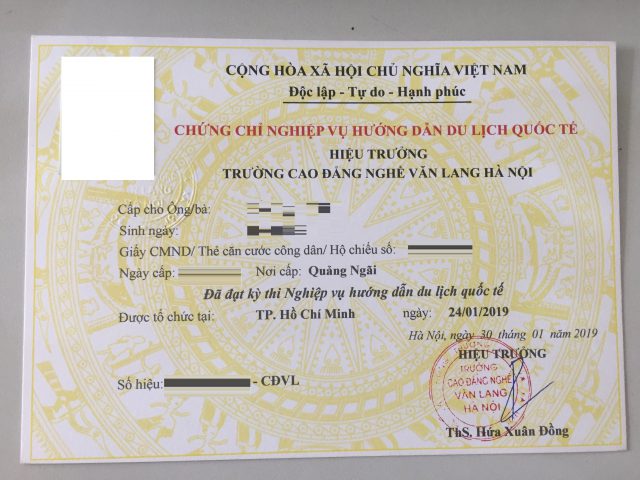 CỘNG HÒA XÃ HỘI CHỦ NGHĨA VIỆT NAM
Độc lập - Tự do - Hạnh phúc
CHỨNG CHỈ NGHIỆP VỤ HƯỚNG DẪN DU LỊCH QUỐC TẾ
HIỆU TRƯỞNG
TRƯỜNG CAO ĐẲNG NGHỀ VĂN LANG HÀ NỘI
Cấp cho Ông/bà:
Sinh ngày:
Giấy CMND/ Thẻ căn cước công dân/ Hộ chiếu số:
Ngày cấp: Nơi cấp: Quảng Ngãi
Đã đạt kỳ thi Nghiệp vụ hướng dẫn du lịch quốc tế
Được tổ chức tại: TP. Hồ Chí Minh ngày: 24/01/2019
Hà Nội, ngày 30 tháng 01 năm 2019
HIỆU TRƯỞNG
TRƯỜNG
CAO ĐẲNG NGHỀ
VĂN LANG
HÀ NỘI
Số hiệu: - CĐVL
ThS. Hứa Xuân Đồng